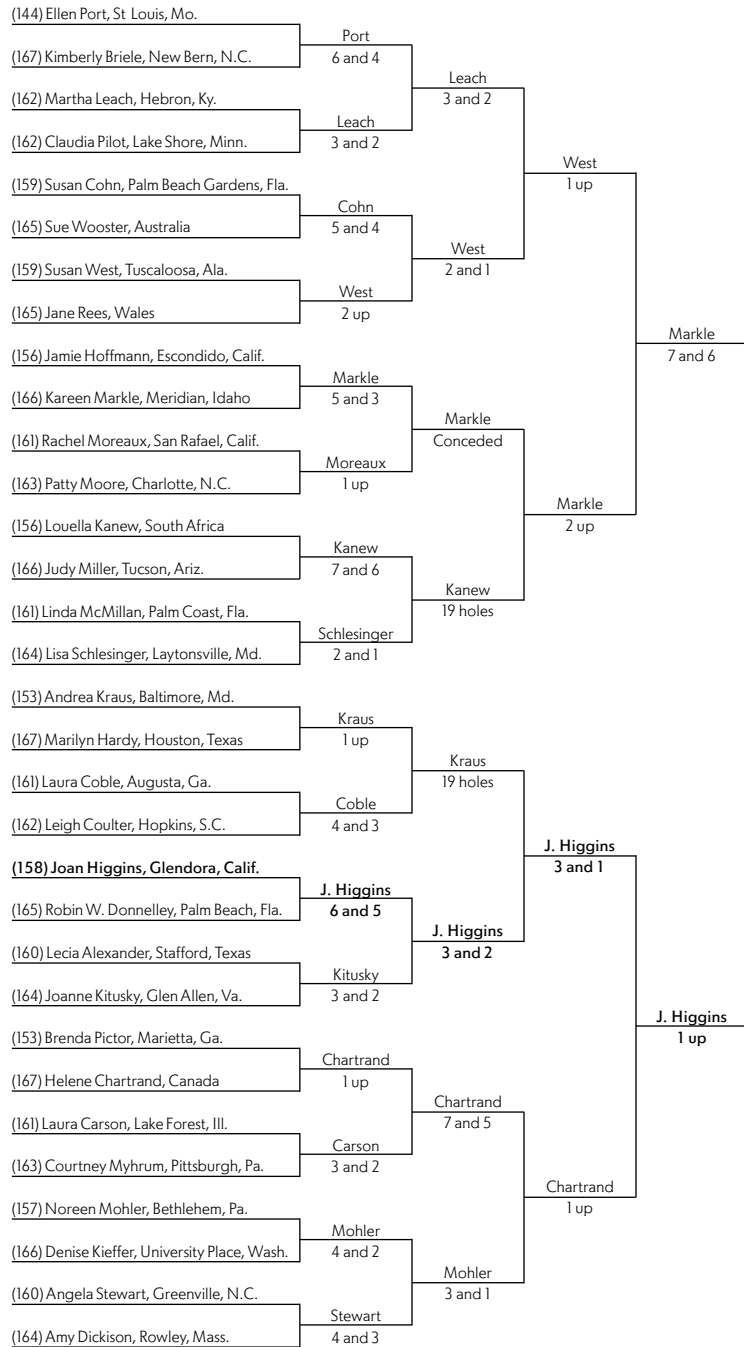 (144) Ellen Port, St Louis, Mo.
(167) Kimberly Briele, New Bern, N.C.
(162) Martha Leach, Hebron, Ky.
(162) Claudia Pilot, Lake Shore, Minn.
(159) Susan Cohn, Palm Beach Gardens, Fla.
(165) Sue Wooster, Australia
(159) Susan West, Tuscaloosa, Ala.
(165) Jane Rees, Wales
(156) Jamie Hoffmann, Escondido, Calif.
(166) Kareen Markle, Meridian, Idaho
(161) Rachel Moreaux, San Rafael, Calif.
(163) Patty Moore, Charlotte, N.C.
(156) Louella Kanew, South Africa
(166) Judy Miller, Tucson, Ariz.
(161) Linda McMillan, Palm Coast, Fla.
(164) Lisa Schlesinger, Laytonsville, Md.
(153) Andrea Kraus, Baltimore, Md.
(167) Marilyn Hardy, Houston, Texas
(161) Laura Coble, Augusta, Ga.
(162) Leigh Coulter, Hopkins, S.C.
(158) Joan Higgins, Glendora, Calif.
(165) Robin W. Donnelley, Palm Beach, Fla.
(160) Lecia Alexander, Stafford, Texas
(164) Joanne Kitusky, Glen Allen, Va.
(153) Brenda Pictor, Marietta, Ga.
(167) Helene Chartrand, Canada
(161) Laura Carson, Lake Forest, Ill.
(163) Courtney Myhrum, Pittsburgh, Pa.
(157) Noreen Mohler, Bethlehem, Pa.
(166) Denise Kieffer, University Place, Wash.
(160) Angela Stewart, Greenville, N.C.
(164) Amy Dickison, Rowley, Mass.
Port
6 and 4
Leach
3 and 2
Cohn
5 and 4
West
2 up
Markle
5 and 3
Moreaux
1 up
Kanew
7 and 6
Schlesinger
2 and 1
Kraus
1 up
Coble
4 and 3
J. Higgins
6 and 5
Kitusky
3 and 2
Chartrand
1 up
Carson
3 and 2
Mohler
4 and 2
Stewart
4 and 3
Leach
3 and 2
West
2 and 1
Markle
Conceded
Kanew
19 holes
Kraus
19 holes
J. Higgins
3 and 2
Chartrand
7 and 5
Mohler
3 and 1
West
1 up
Markle
2 up
J. Higgins
3 and 1
Chartrand
1 up
Markle
7 and 6
J. Higgins
1 up